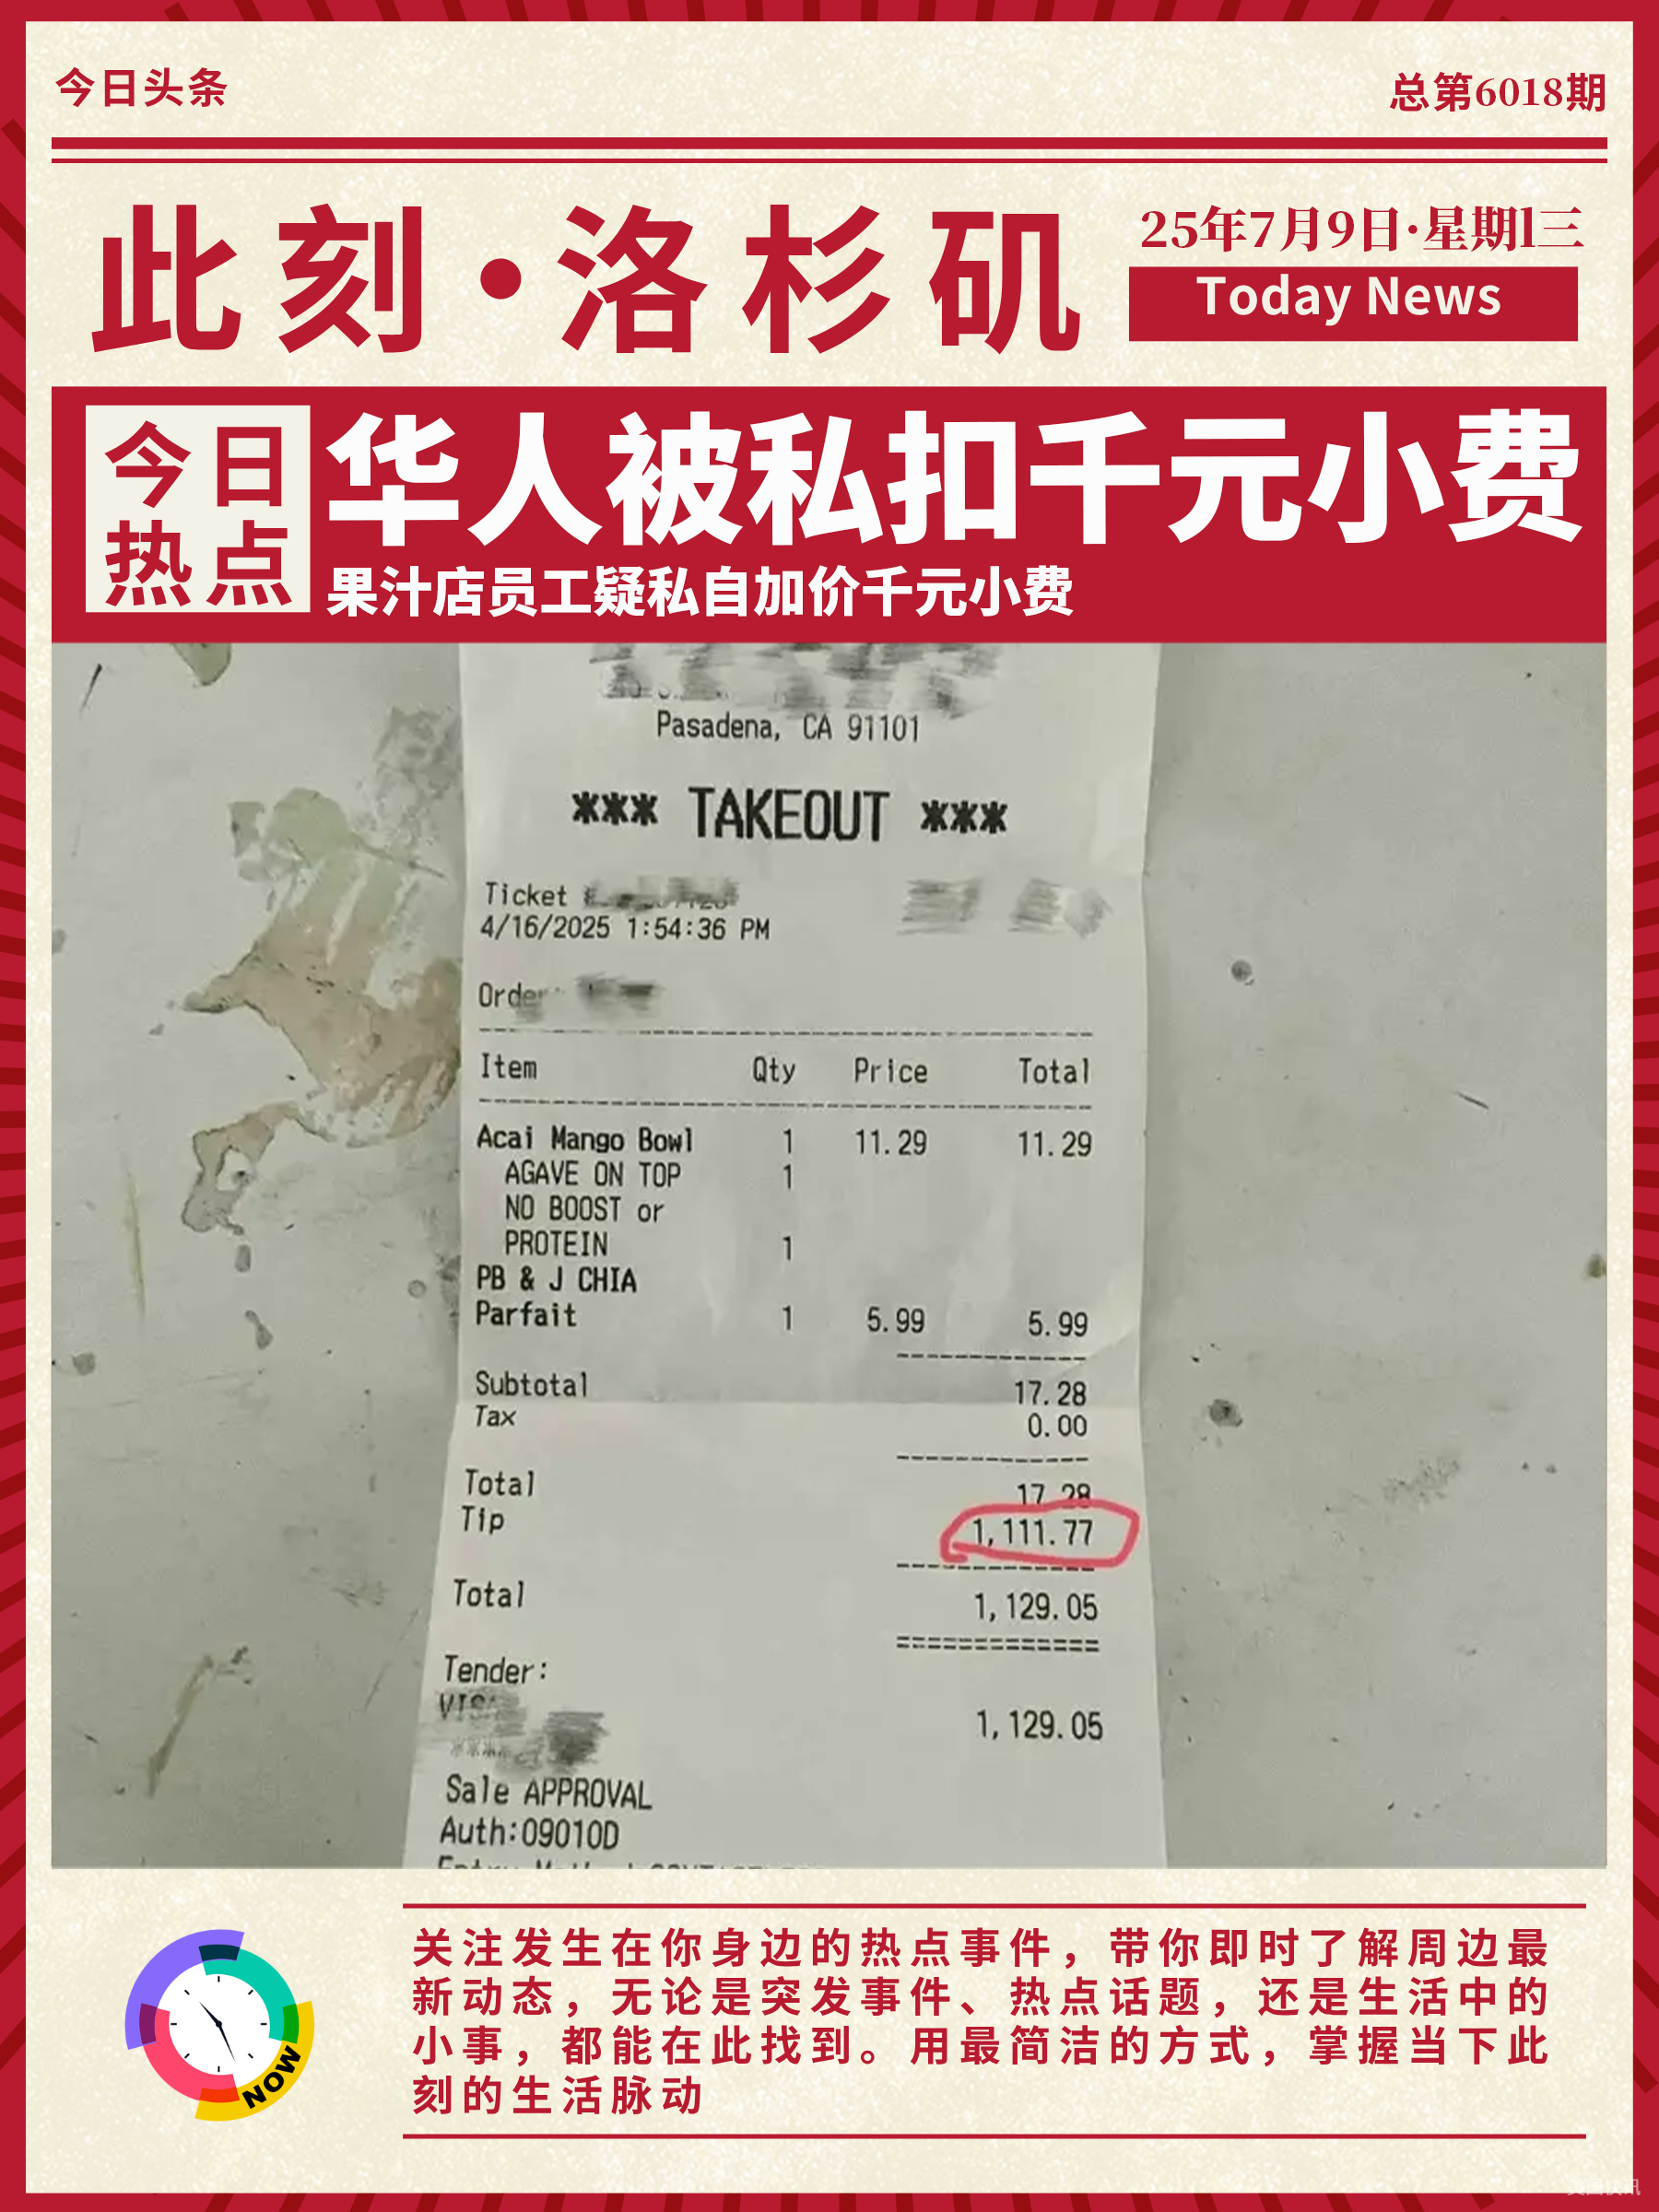 今日头条
总第6018期
此刻·洛杉矶
25年7月9日·星期l三
Today News
今日
热点
华人被私扣千元小费
果汁店员工疑私自加价千元小费
Pasadena, CA 91101
*** TAKEOUT ***
Ticket
4/16/2025 1:54:36 PM
Order:
Item Qty Price Total
Acai Mango Bowl 1 11.29 11.29
AGAVE ON TOP 1
NO BOOST or
PROTEIN 1
PB & J CHIA
Parfait 1 5.99 5.99
Subtotal 17.28
Tax 0.00
Total 17.28
Tip 1,111.77
Total 1,129.05
Tender:
VISA
1,129.05
Sale APPROVAL
Auth:09010D
关注发生在你身边的热点事件，带你即时了解周边最
新动态，无论是突发事件、热点话题，还是生活中的
小事，都能在此找到。用最简洁的方式，掌握当下此
刻的生活脉动
NOW